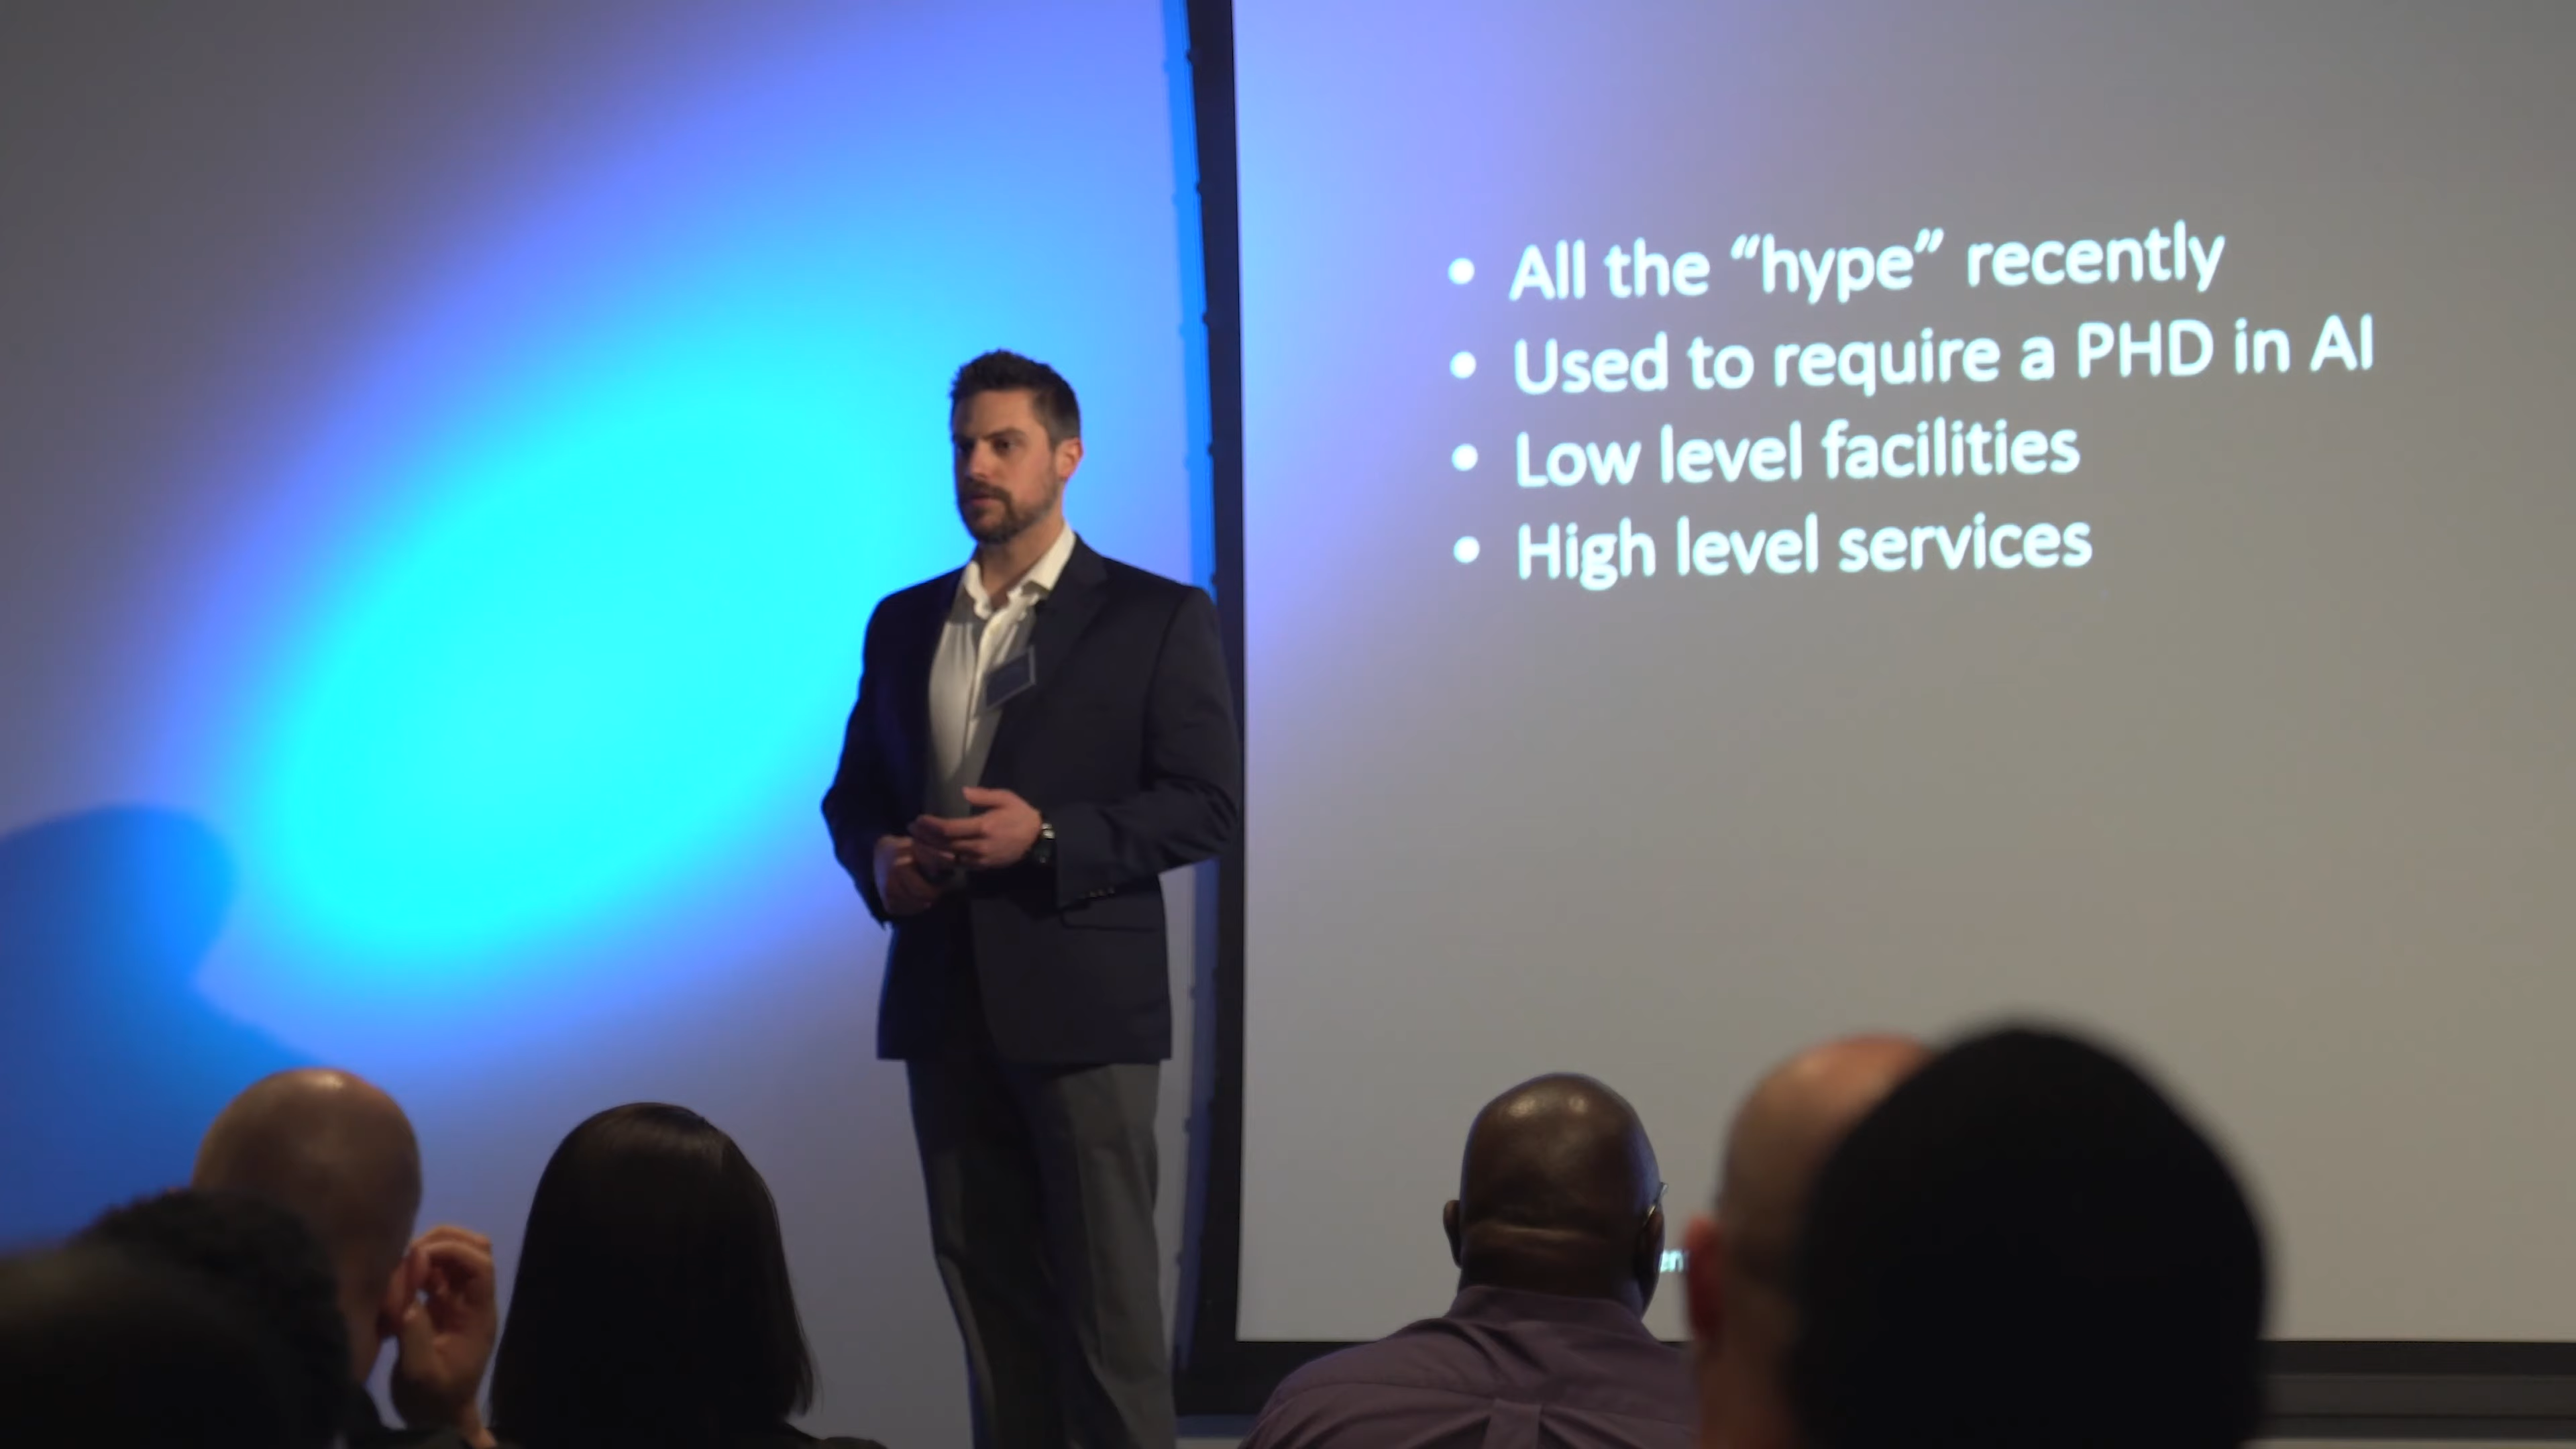 • All the “hype” recently
• Used to require a PHD in AI
• Low level facilities
• High level services